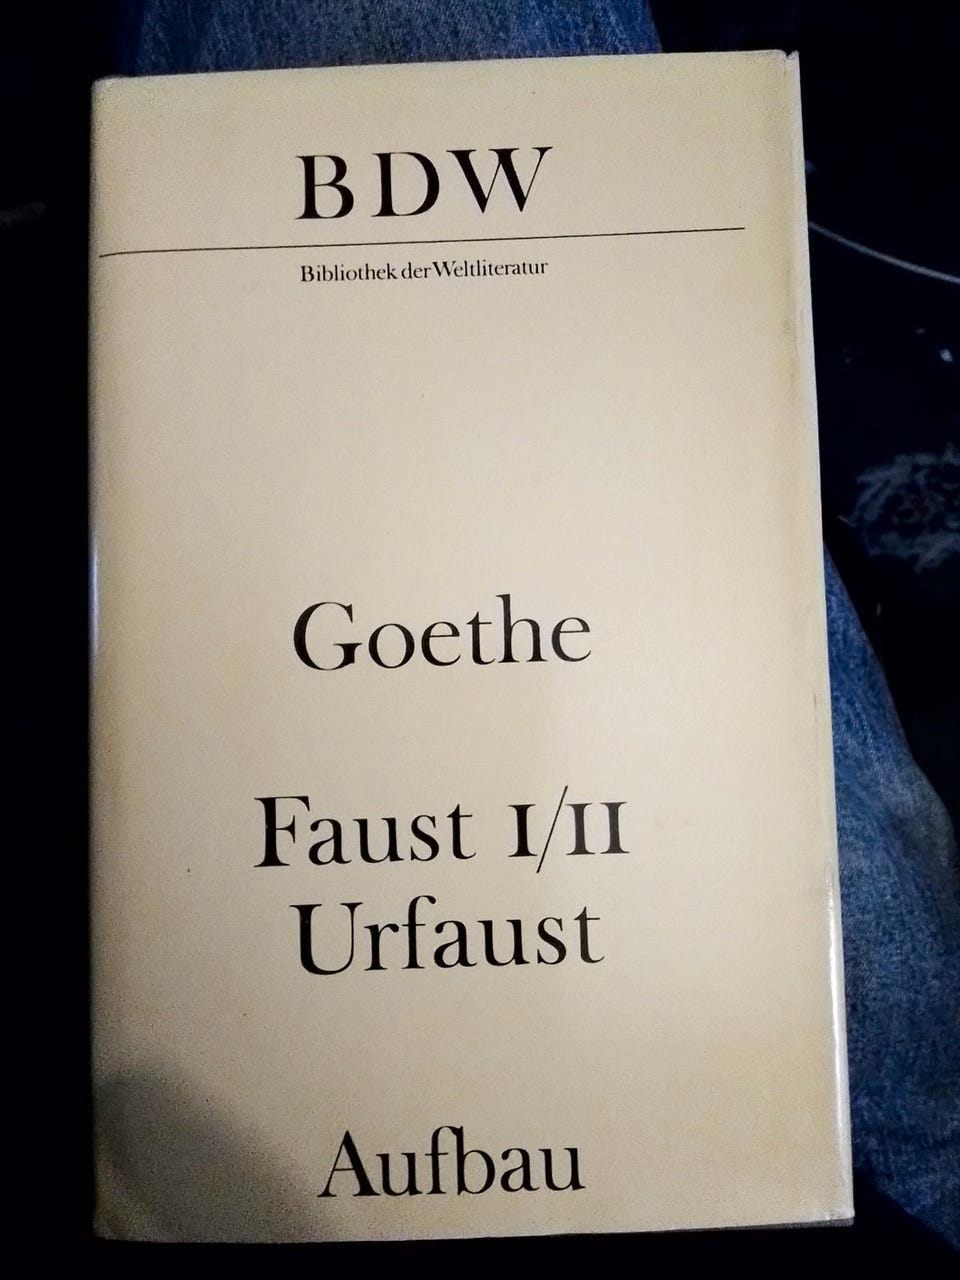 BDW
Bibliothek der Weltliteratur
Goethe
Faust I/II
Urfaust
Aufbau